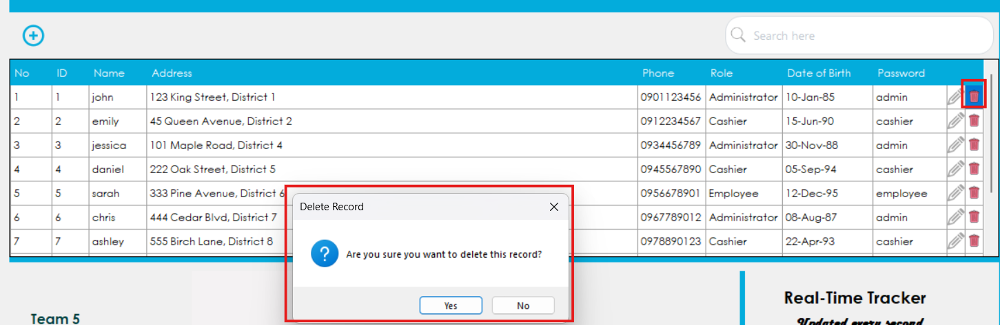 Search here
No ID Name Address Phone Role Date of Birth Password
1 1 john 123 King Street, District 1 0901123456 Administrator 10-Jan-85 admin
2 2 emily 45 Queen Avenue, District 2 0912234567 Cashier 15-Jun-90 cashier
3 3 jessica 101 Maple Road, District 4 0934456789 Administrator 30-Nov-88 admin
4 4 daniel 222 Oak Street, District 5 0945567890 Cashier 05-Sep-94 cashier
5 5 sarah 333 Pine Avenue, District 6 0956678901 Employee 12-Dec-95 employee
6 6 chris 444 Cedar Blvd, District 7 0967789012 Administrator 08-Aug-87 admin
7 7 ashley 555 Birch Lane, District 8 0978890123 Cashier 22-Apr-93 cashier
Delete Record
Are you sure you want to delete this record?
Yes No
Team 5
Real-Time Tracker
Updated every second